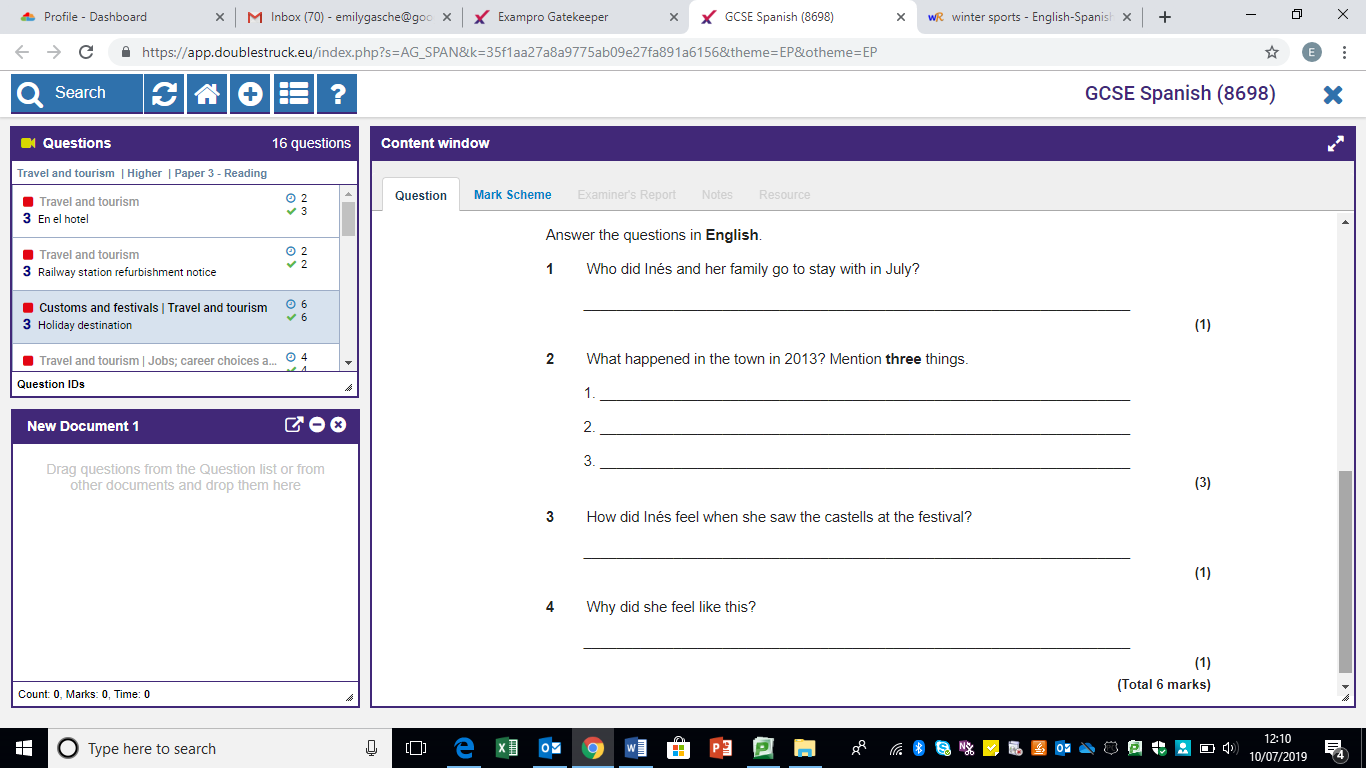 Profile - Dashboard
Inbox (70) - emilygasche@goo
Exampro Gatekeeper
GCSE Spanish (8698)
winter sports - English-Spanish
https://app.doublestruck.eu/index.php?s=AG_SPAN&k=35f1aa27a8a9775ab09e27fa891a6156&theme=EP&otheme=EP
E
Search
?
GCSE Spanish (8698)
Questions 16 questions
Travel and tourism | Higher | Paper 3 - Reading
Travel and tourism 2
3 En el hotel 3
Travel and tourism 2
3 Railway station refurbishment notice 2
Customs and festivals | Travel and tourism 6
3 Holiday destination 6
Travel and tourism | Jobs; career choices a... 4
4
Question IDs
New Document 1
Drag questions from the Question list or from
other documents and drop them here
Count: 0, Marks: 0, Time: 0
Content window
Question Mark Scheme Examiner's Report Notes Resource
Answer the questions in English.
1 Who did Inés and her family go to stay with in July?
(1)
2 What happened in the town in 2013? Mention three things.
1.
2.
3.
(3)
3 How did Inés feel when she saw the castells at the festival?
(1)
4 Why did she feel like this?
(1)
(Total 6 marks)
Type here to search
12:10
10/07/2019
4